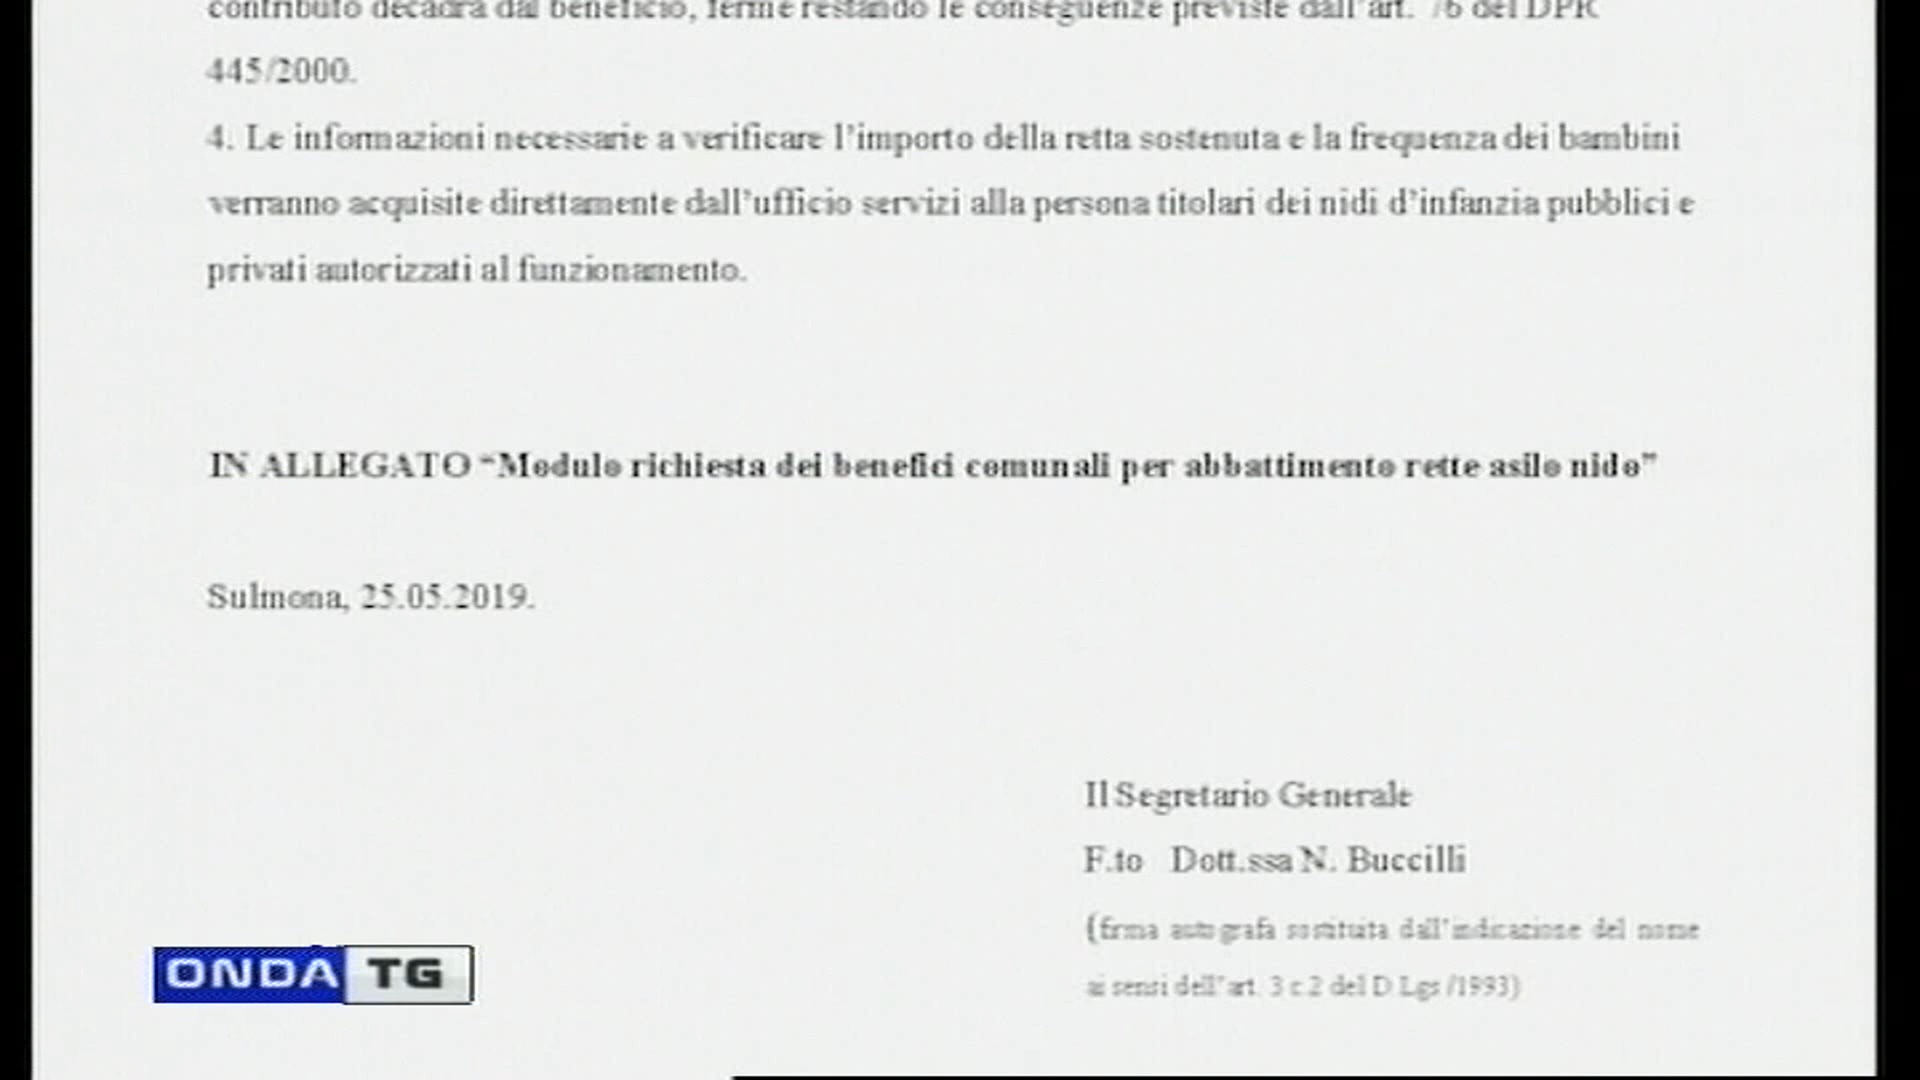 contributo decadrà dal beneficio, ferme restando le conseguenze previste dall'art. 76 del DPR
445/2000.
4. Le informazioni necessarie a verificare l'importo della retta sostenuta e la frequenza dei bambini
verranno acquisite direttamente dall'ufficio servizi alla persona titolari dei nidi d'infanzia pubblici e
privati autorizzati al funzionamento.
IN ALLEGATO "Modulo richiesta dei benefici comunali per abbattimento rette asilo nido"
Sulmona, 25.05.2019.
Il Segretario Generale
F.to Dott.ssa N. Buccilli
(firma autografa sostituita dall'indicazione del nome
ai sensi dell'art. 3 c.2 del D.Lgs /1993)
ONDA TG